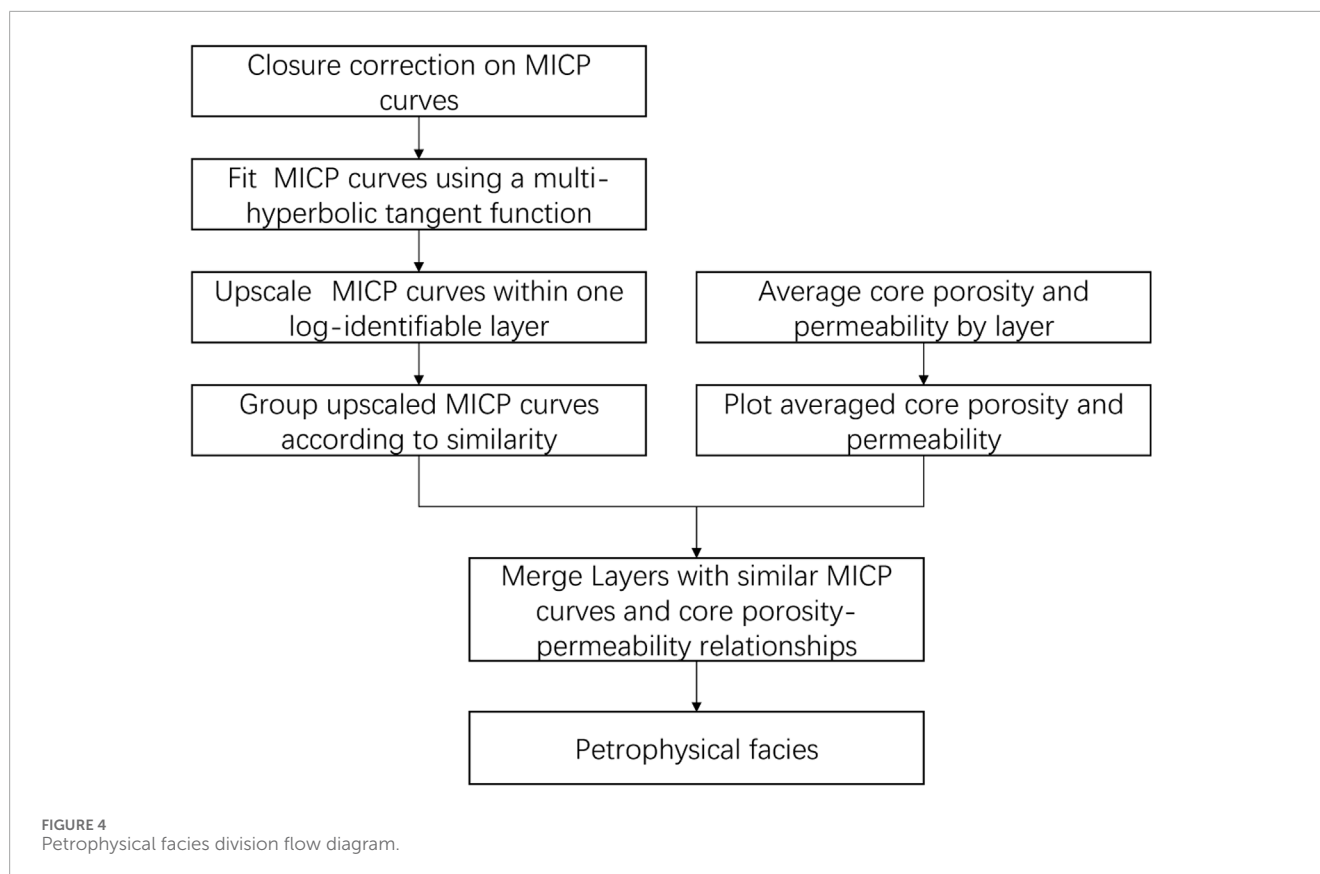 Closure correction on MICP
curves
Fit MICP curves using a multi-
hyperbolic tangent function
Upscale MICP curves within one
log-identifiable layer
Average core porosity and
permeability by layer
Group upscaled MICP curves
according to similarity
Plot averaged core porosity and
permeability
Merge Layers with similar MICP
curves and core porosity-
permeability relationships
Petrophysical facies
FIGURE 4
Petrophysical facies division flow diagram.